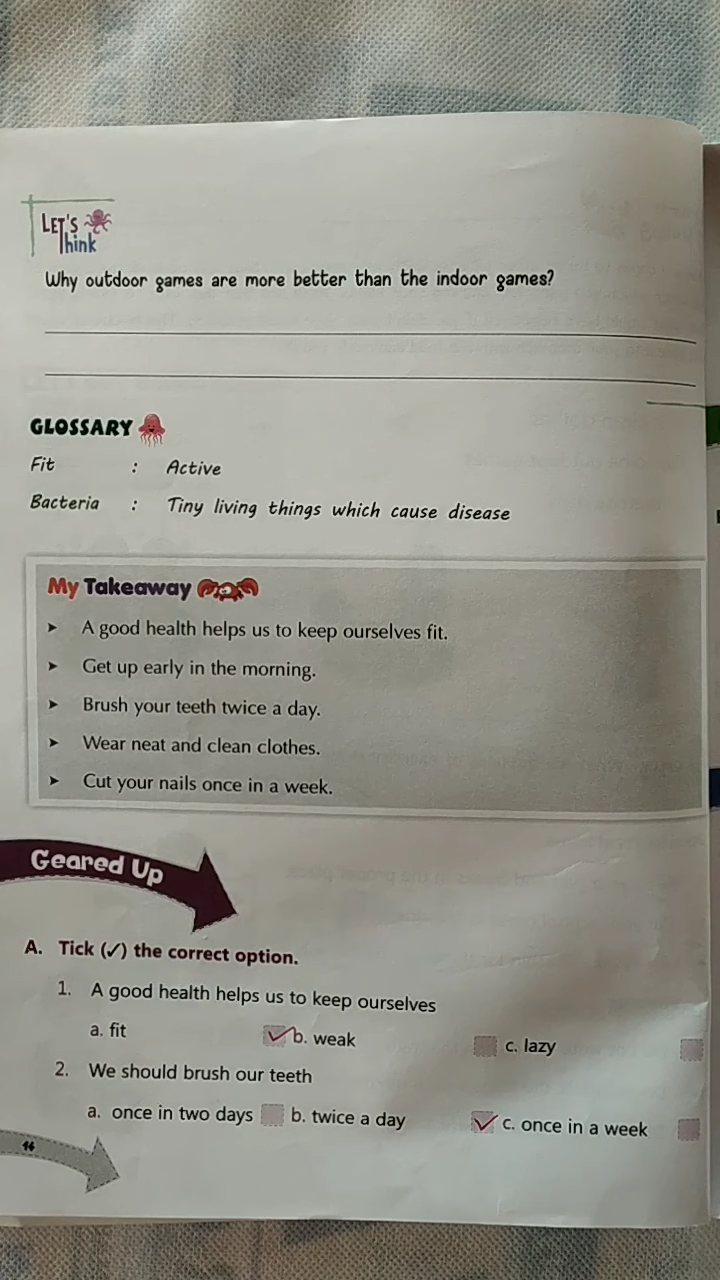 LET'S
Think
Why outdoor games are more better than the indoor games?
GLOSSARY
Fit : Active
Bacteria : Tiny living things which cause disease
My Takeaway
➤ A good health helps us to keep ourselves fit.
➤ Get up early in the morning.
➤ Brush your teeth twice a day.
➤ Wear neat and clean clothes.
➤ Cut your nails once in a week.
Geared Up
A. Tick (✓) the correct option.
1. A good health helps us to keep ourselves
a. fit ✓ b. weak c. lazy
2. We should brush our teeth
a. once in two days b. twice a day ✓ c. once in a week